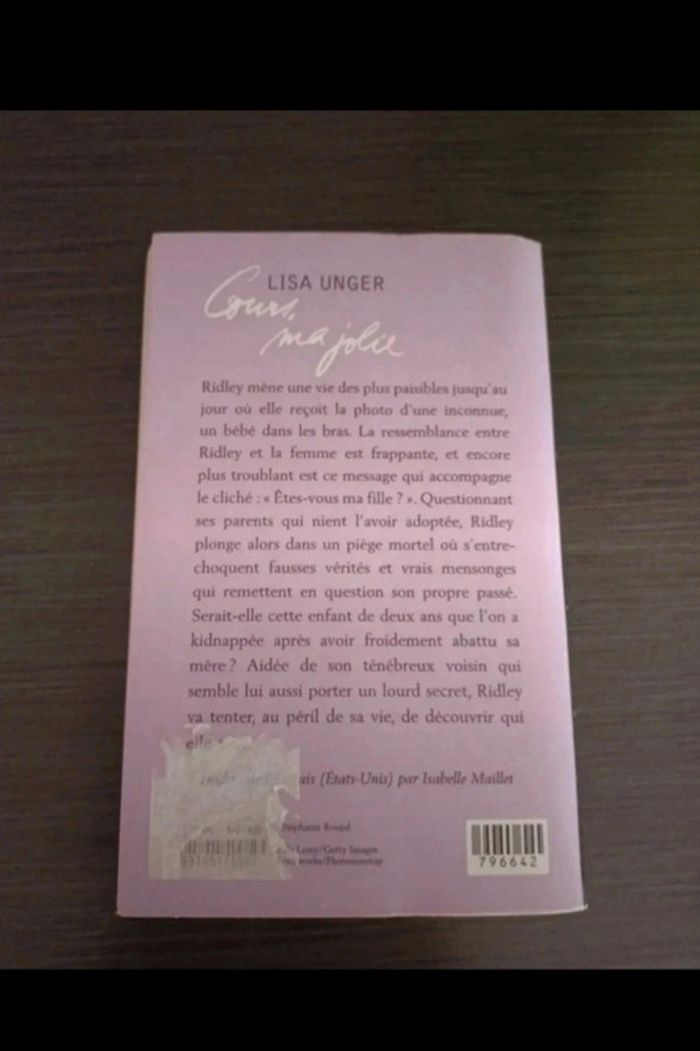 LISA UNGER
Cours,
ma jolie
Ridley mène une vie des plus paisibles jusqu'au
jour où elle reçoit la photo d'une inconnue,
un bébé dans les bras. La ressemblance entre
Ridley et la femme est frappante, et encore
plus troublant est ce message qui accompagne
le cliché : « Êtes-vous ma fille ? ». Questionnant
ses parents qui nient l'avoir adoptée, Ridley
plonge alors dans un piège mortel où s'entre-
choquent fausses vérités et vrais mensonges
qui remettent en question son propre passé.
Serait-elle cette enfant de deux ans que l'on a
kidnappée après avoir froidement abattu sa
mère ? Aidée de son ténébreux voisin qui
semble lui aussi porter un lourd secret, Ridley
va tenter, au péril de sa vie, de découvrir qui
elle
(États-Unis) par Isabelle Maillet
Stéphanie Roujol
/Getty Images
/Photononstop
796642